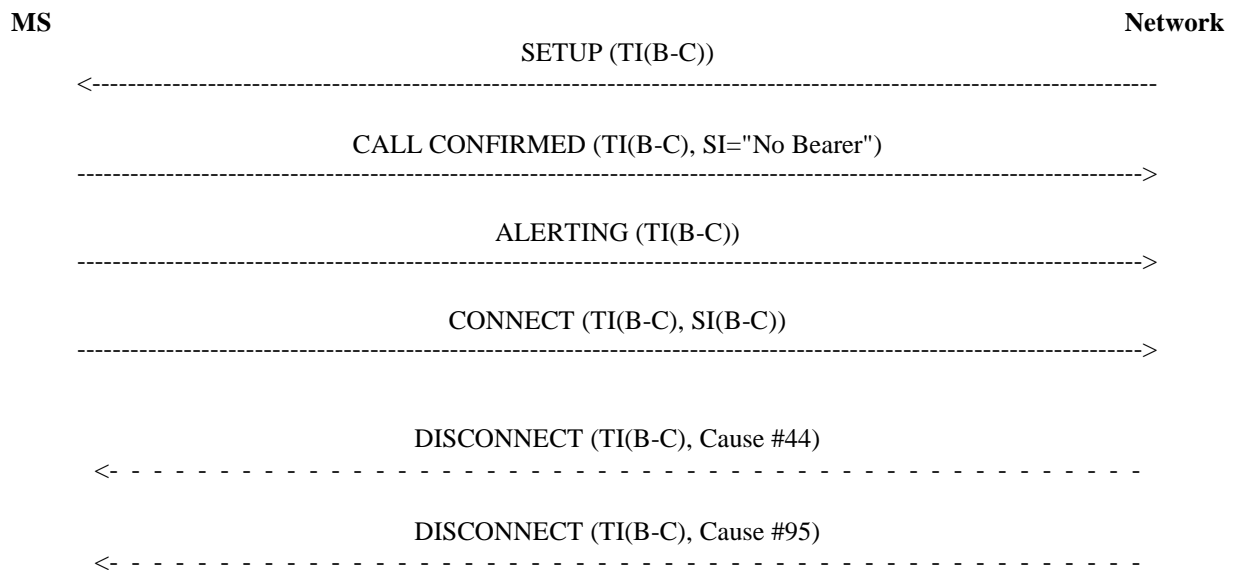 MS Network
SETUP (TI(B-C))
<------------------------------------------------------------------------------------------------------------------------
CALL CONFIRMED (TI(B-C), SI="No Bearer")
------------------------------------------------------------------------------------------------------------------------>
ALERTING (TI(B-C))
------------------------------------------------------------------------------------------------------------------------>
CONNECT (TI(B-C), SI(B-C))
------------------------------------------------------------------------------------------------------------------------>
DISCONNECT (TI(B-C), Cause #44)
<- - - - - - - - - - - - - - - - - - - - - - - - - - - - - - - - - - - - - - - - - - - - - - - -
DISCONNECT (TI(B-C), Cause #95)
<- - - - - - - - - - - - - - - - - - - - - - - - - - - - - - - - - - - - - - - - - - - - - - - -